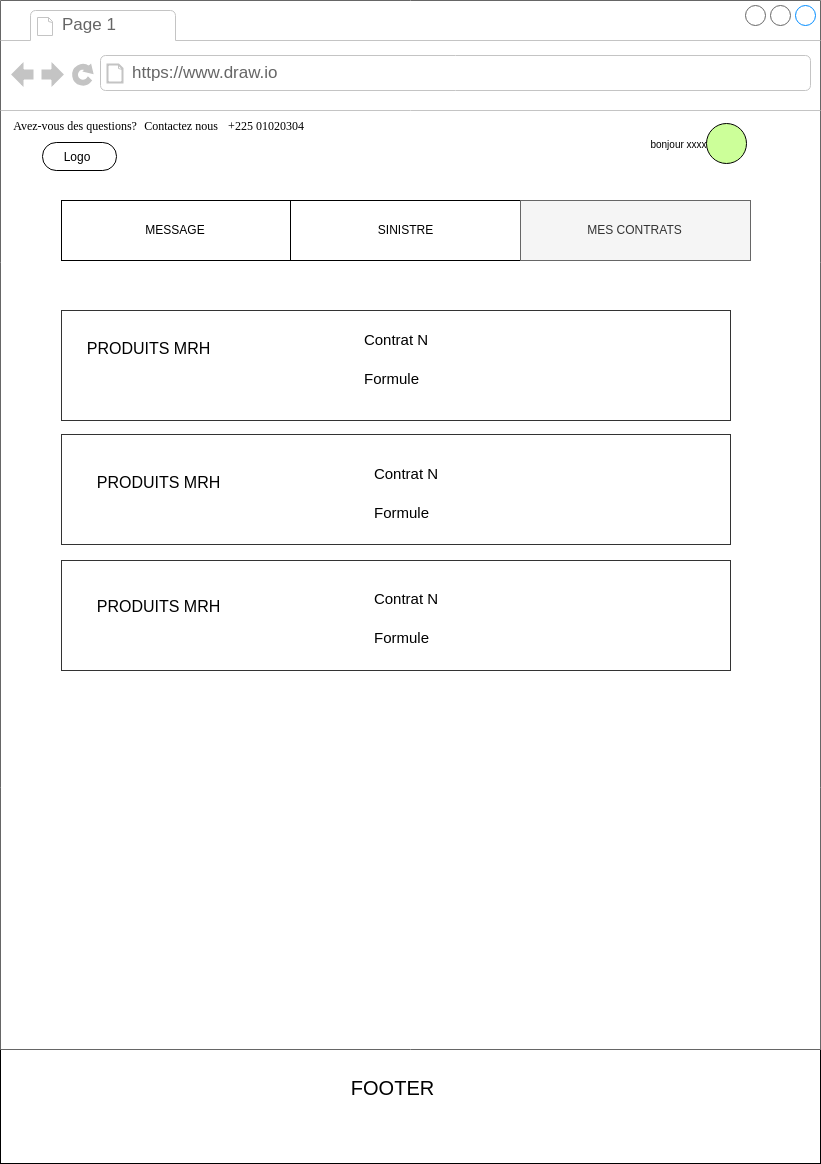 Page 1
https://www.draw.io
Avez-vous des questions? Contactez nous +225 01020304
Logo
bonjour xxxx
MESSAGE
SINISTRE
MES CONTRATS
PRODUITS MRH
Contrat N
Formule
PRODUITS MRH
Contrat N
Formule
PRODUITS MRH
Contrat N
Formule
FOOTER